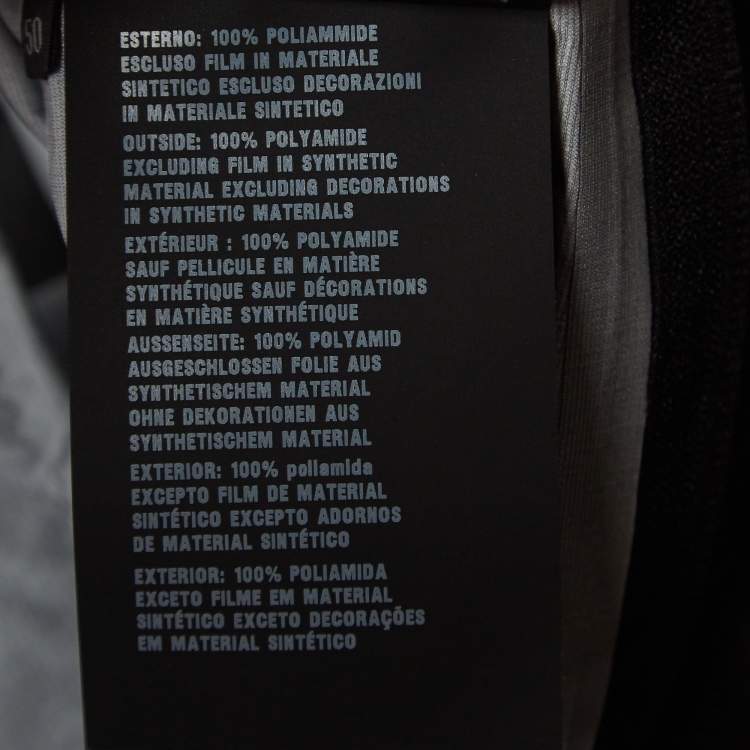 50
ESTERNO: 100% POLIAMMIDE
ESCLUSO FILM IN MATERIALE
SINTETICO ESCLUSO DECORAZIONI
IN MATERIALE SINTETICO
OUTSIDE: 100% POLYAMIDE
EXCLUDING FILM IN SYNTHETIC
MATERIAL EXCLUDING DECORATIONS
IN SYNTHETIC MATERIALS
EXTÉRIEUR : 100% POLYAMIDE
SAUF PELLICULE EN MATIÈRE
SYNTHÉTIQUE SAUF DÉCORATIONS
EN MATIÈRE SYNTHÉTIQUE
AUSSENSEITE: 100% POLYAMID
AUSGESCHLOSSEN FOLIE AUS
SYNTHETISCHEM MATERIAL
OHNE DEKORATIONEN AUS
SYNTHETISCHEM MATERIAL
EXTERIOR: 100% poliamida
EXCEPTO FILM DE MATERIAL
SINTÉTICO EXCEPTO ADORNOS
DE MATERIAL SINTÉTICO
EXTERIOR: 100% POLIAMIDA
EXCETO FILME EM MATERIAL
SINTÉTICO EXCETO DECORAÇÕES
EM MATERIAL SINTÉTICO